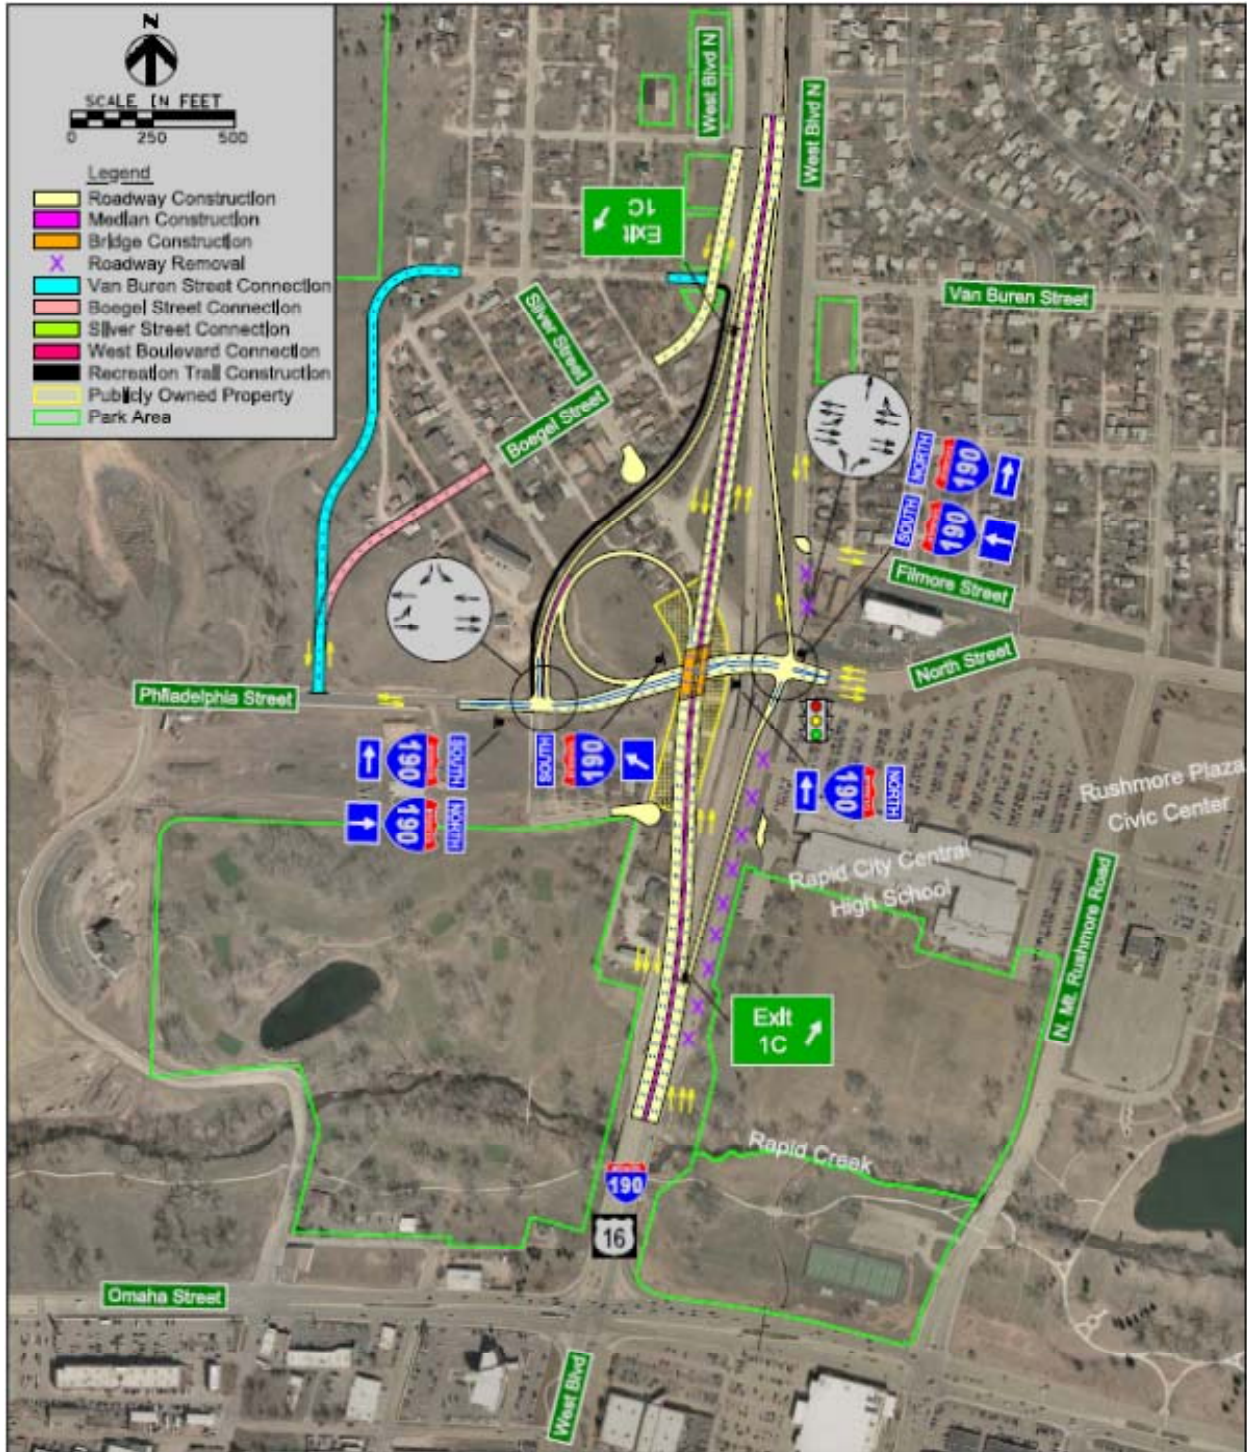 N
SCALE IN FEET
0 250 500
Legend
Roadway Construction
Median Construction
Bridge Construction
Roadway Removal
Van Buren Street Connection
Boegel Street Connection
Silver Street Connection
West Boulevard Connection
Recreation Trail Construction
Publicly Owned Property
Park Area
West Blvd N
West Blvd N
Exit
1C
Van Buren Street
Silver Street
Boegel Street
NORTH
190
SOUTH
190
Filmore Street
North Street
Philadelphia Street
SOUTH
190
SOUTH
190
NORTH
190
NORTH
190
Rushmore Plaza
Civic Center
Rapid City Central
High School
N. Mt. Rushmore Road
Exit
1C
Rapid Creek
190
16
Omaha Street
West Blvd